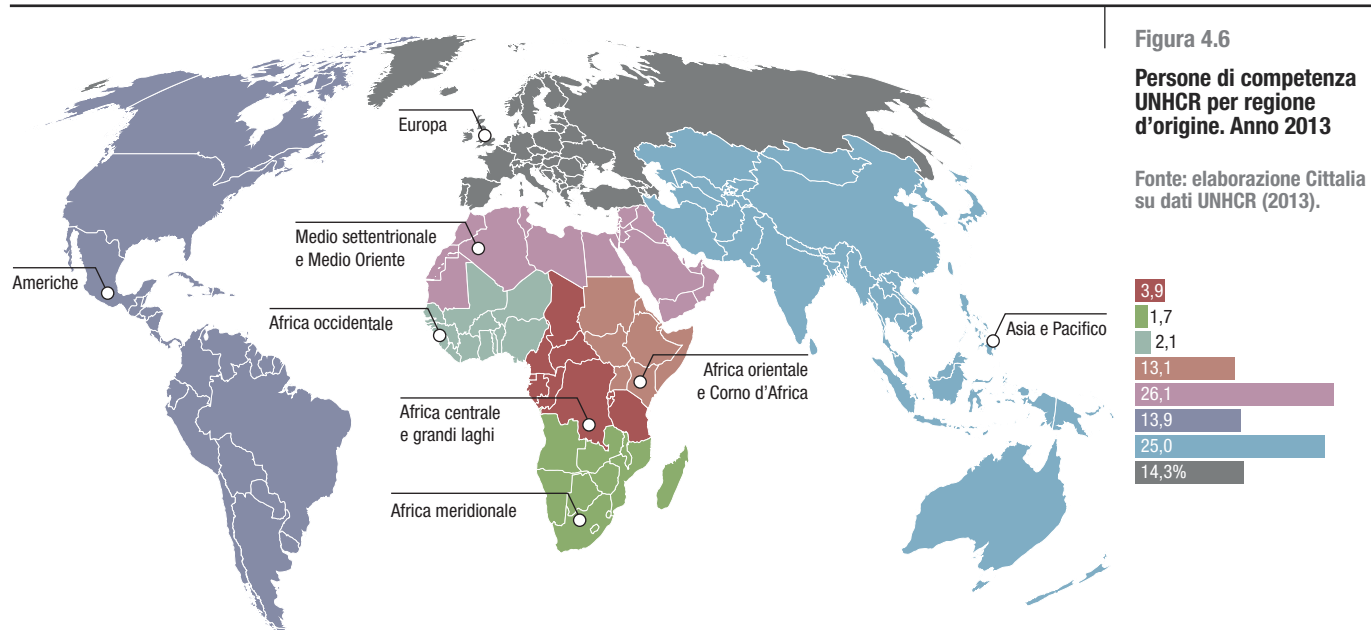 Figura 4.6
Persone di competenza
UNHCR per regione
d'origine. Anno 2013
Fonte: elaborazione Cittalia
su dati UNHCR (2013).
Europa
Medio settentrionale
e Medio Oriente
Americhe
Africa occidentale
Asia e Pacifico
Africa orientale
e Corno d'Africa
Africa centrale
e grandi laghi
Africa meridionale
3,9
1,7
2,1
13,1
26,1
13,9
25,0
14,3%